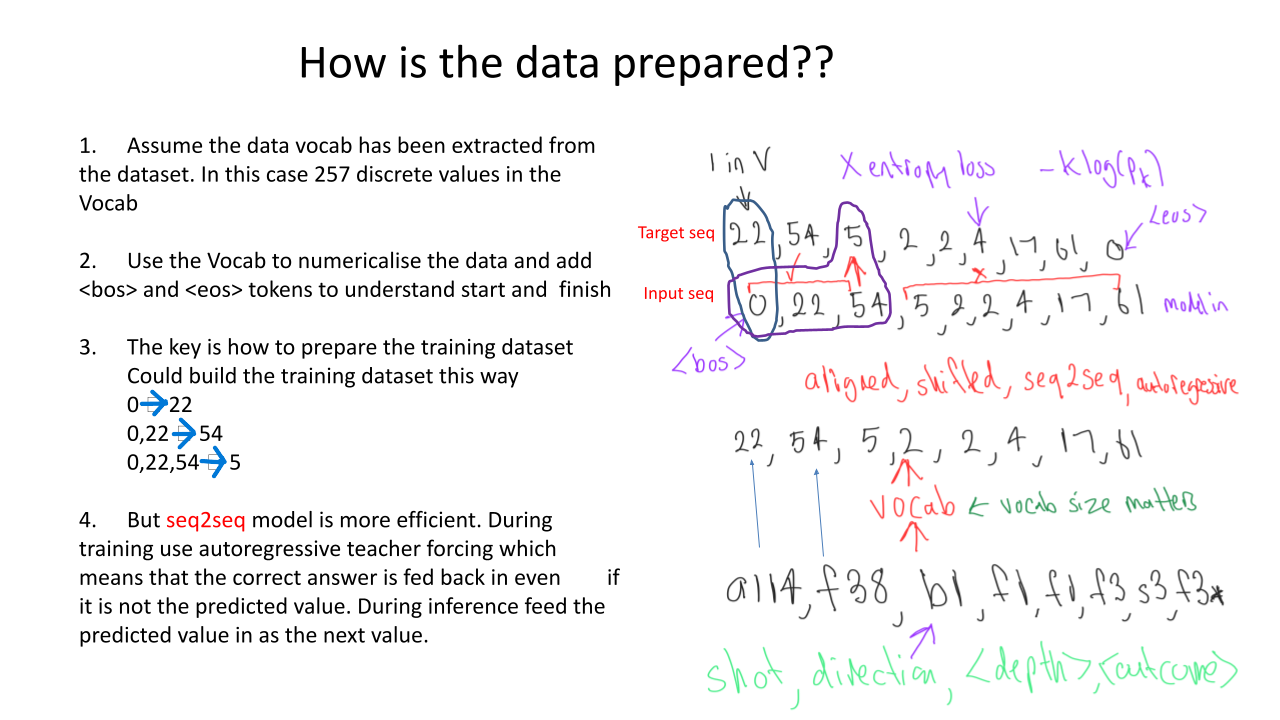 How is the data prepared??
1. Assume the data vocab has been extracted from
the dataset. In this case 257 discrete values in the
Vocab
2. Use the Vocab to numericalise the data and add
<bos> and <eos> tokens to understand start and finish
3. The key is how to prepare the training dataset
Could build the training dataset this way
0 → 22
0,22 → 54
0,22,54 → 5
4. But seq2seq model is more efficient. During
training use autoregressive teacher forcing which
means that the correct answer is fed back in even if
it is not the predicted value. During inference feed the
predicted value in as the next value.
1 in V
X entropy loss -klog(pk)
<eos>
Target seq 22, 54, 5, 2, 2, 4, 17, 61, 0
x
Input seq 0, 22, 54, 5, 2, 2, 4, 17, 61 model in
<bos>
aligned, shifted, seq2seq, autoregressive
22, 54, 5, 2, 2, 4, 17, 61
vocab ← vocab size matters
a114, f38, b1, f1, f1, f3, s3, f3*
shot, direction, <depth>, <outcome>